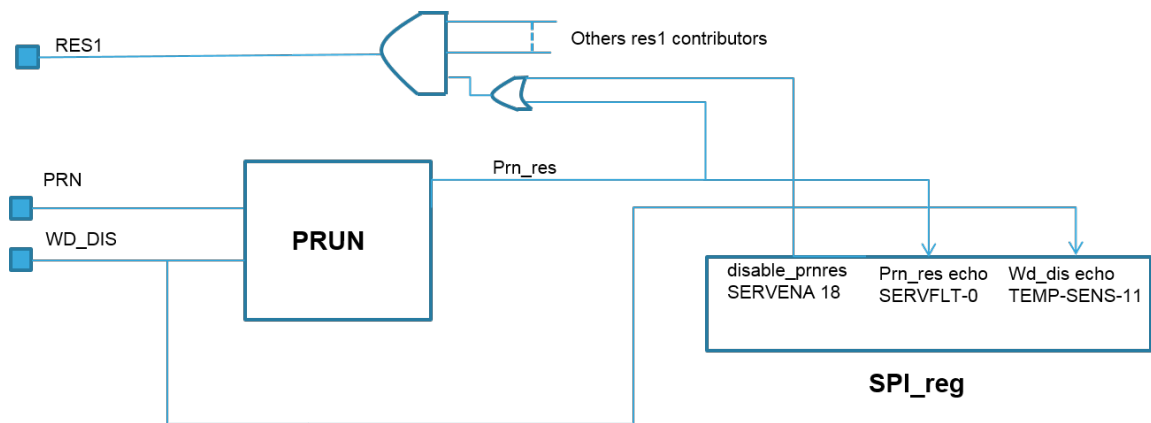 RES1
Others res1 contributors
PRN
Prn_res
WD_DIS
PRUN
disable_prnres
SERVENA 18
Prn_res echo
SERVFLT-0
Wd_dis echo
TEMP-SENS-11
SPI_reg